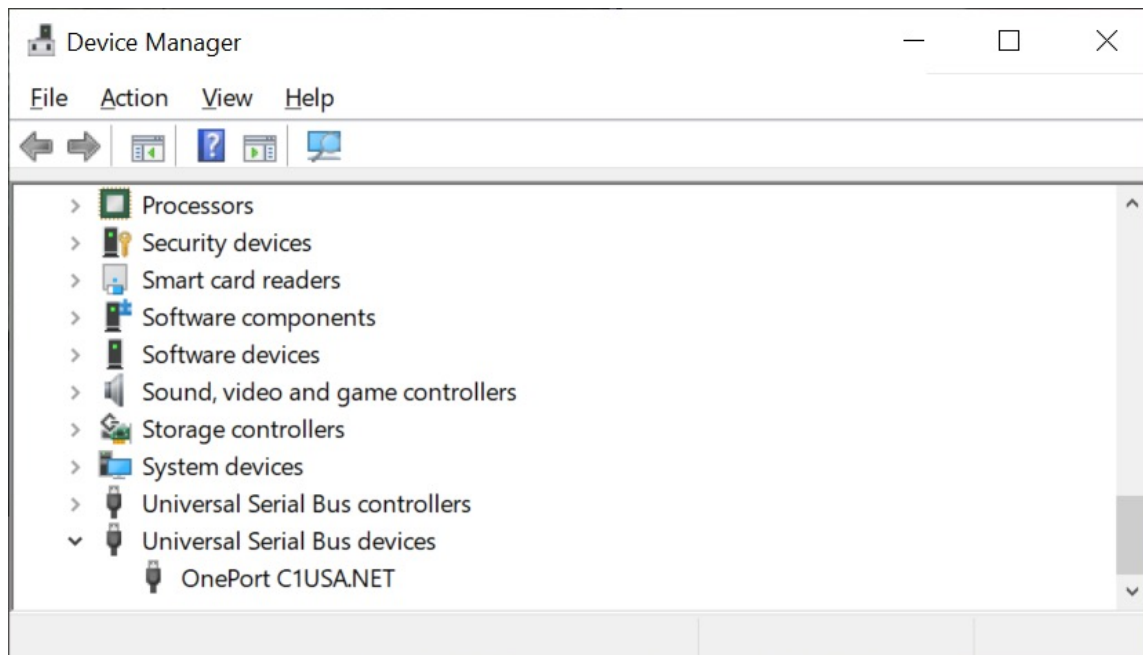 Device Manager
File Action View Help
Processors
Security devices
Smart card readers
Software components
Software devices
Sound, video and game controllers
Storage controllers
System devices
Universal Serial Bus controllers
Universal Serial Bus devices
OnePort C1USA.NET